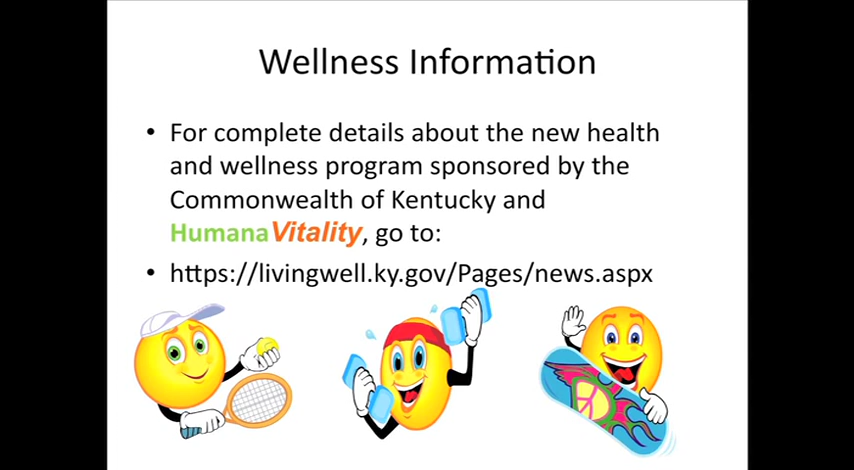 Wellness Information
• For complete details about the new health
and wellness program sponsored by the
Commonwealth of Kentucky and
HumanaVitality, go to:
• https://livingwell.ky.gov/Pages/news.aspx